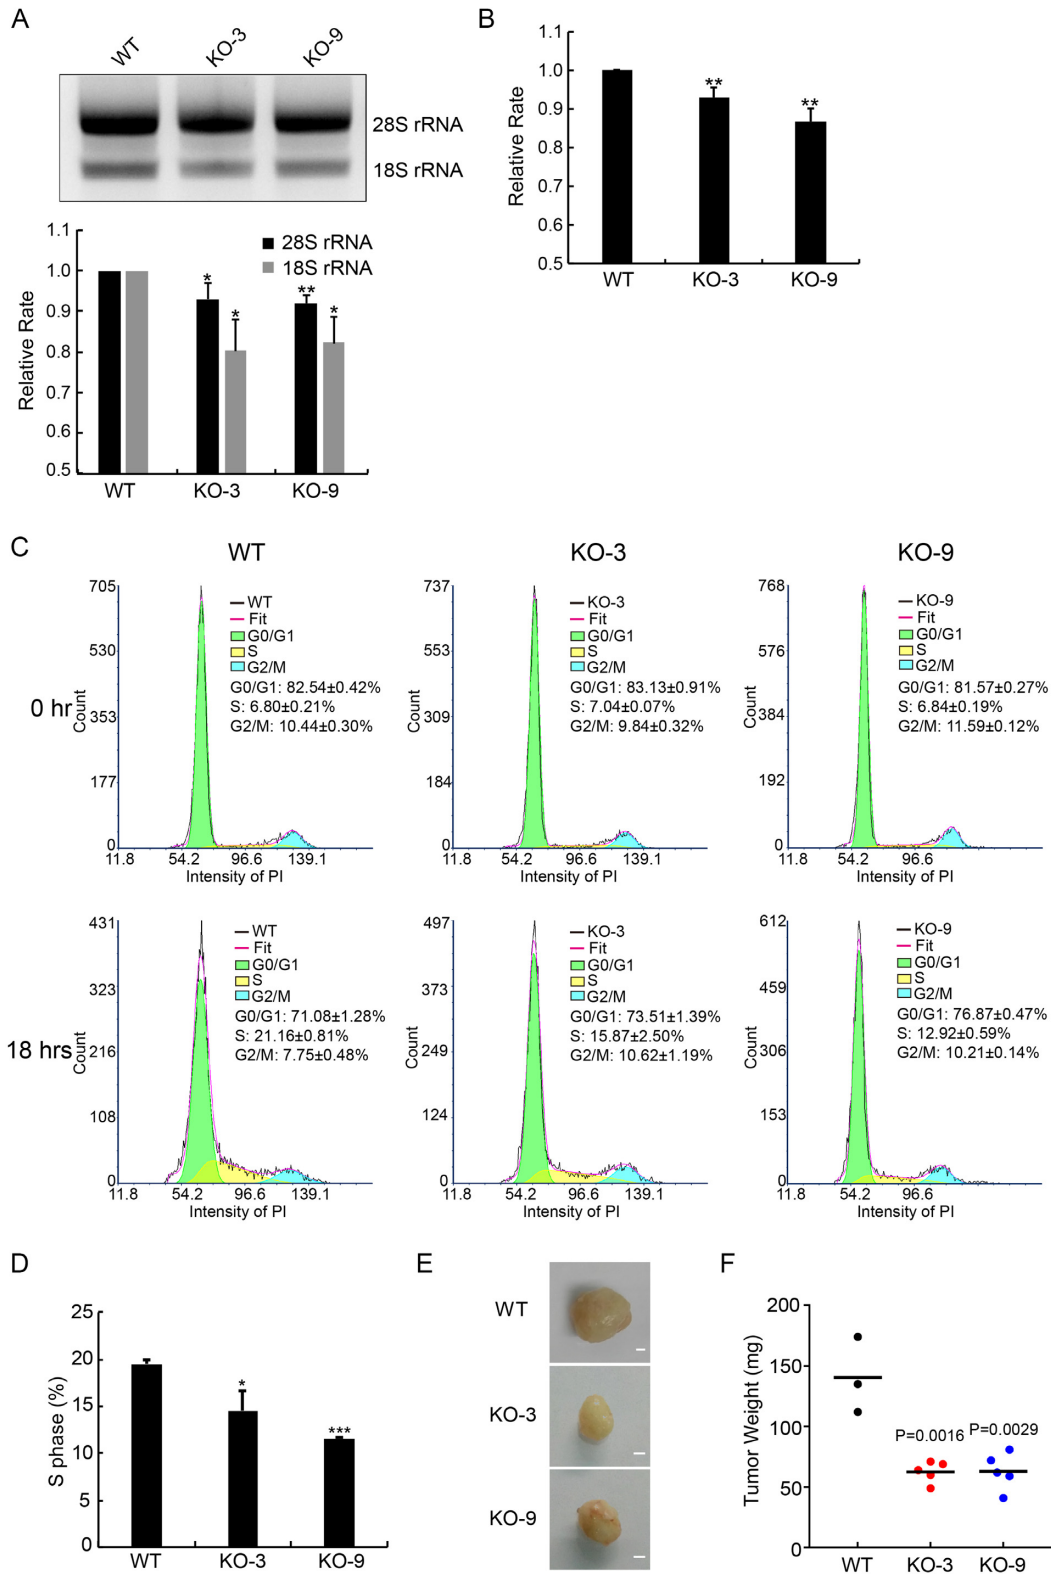 A
WT
KO-3
KO-9
28S rRNA
18S rRNA
1.1
1.0
0.9
0.8
0.7
0.6
0.5
Relative Rate
28S rRNA
18S rRNA
*
*
**
*
WT
KO-3
KO-9
B
1.1
1.0
0.9
0.8
0.7
0.6
0.5
Relative Rate
**
**
WT
KO-3
KO-9
C
WT
KO-3
KO-9
0 hr
705
530
353
177
0
Count
WT
Fit
G0/G1
S
G2/M
G0/G1: 82.54±0.42%
S: 6.80±0.21%
G2/M: 10.44±0.30%
11.8 54.2 96.6 139.1
Intensity of PI
737
553
309
184
0
Count
KO-3
Fit
G0/G1
S
G2/M
G0/G1: 83.13±0.91%
S: 7.04±0.07%
G2/M: 9.84±0.32%
11.8 54.2 96.6 139.1
Intensity of PI
768
576
384
192
0
Count
KO-9
Fit
G0/G1
S
G2/M
G0/G1: 81.57±0.27%
S: 6.84±0.19%
G2/M: 11.59±0.12%
11.8 54.2 96.6
Intensity of PI
18 hrs
431
323
216
108
0
Count
WT
Fit
G0/G1
S
G2/M
G0/G1: 71.08±1.28%
S: 21.16±0.81%
G2/M: 7.75±0.48%
11.8 54.2 96.6 139.1
Intensity of PI
497
373
249
124
0
Count
KO-3
Fit
G0/G1
S
G2/M
G0/G1: 73.51±1.39%
S: 15.87±2.50%
G2/M: 10.62±1.19%
11.8 54.2 96.6 139.1
Intensity of PI
612
459
306
153
0
Count
KO-9
Fit
G0/G1
S
G2/M
G0/G1: 76.87±0.47%
S: 12.92±0.59%
G2/M: 10.21±0.14%
11.8 54.2 96.6
Intensity of PI
D
25
20
15
10
5
0
S phase (%)
*
***
WT
KO-3
KO-9
E
WT
KO-3
KO-9
F
200
150
100
50
0
Tumor Weight (mg)
P=0.0016
P=0.0029
WT
KO-3
KO-9